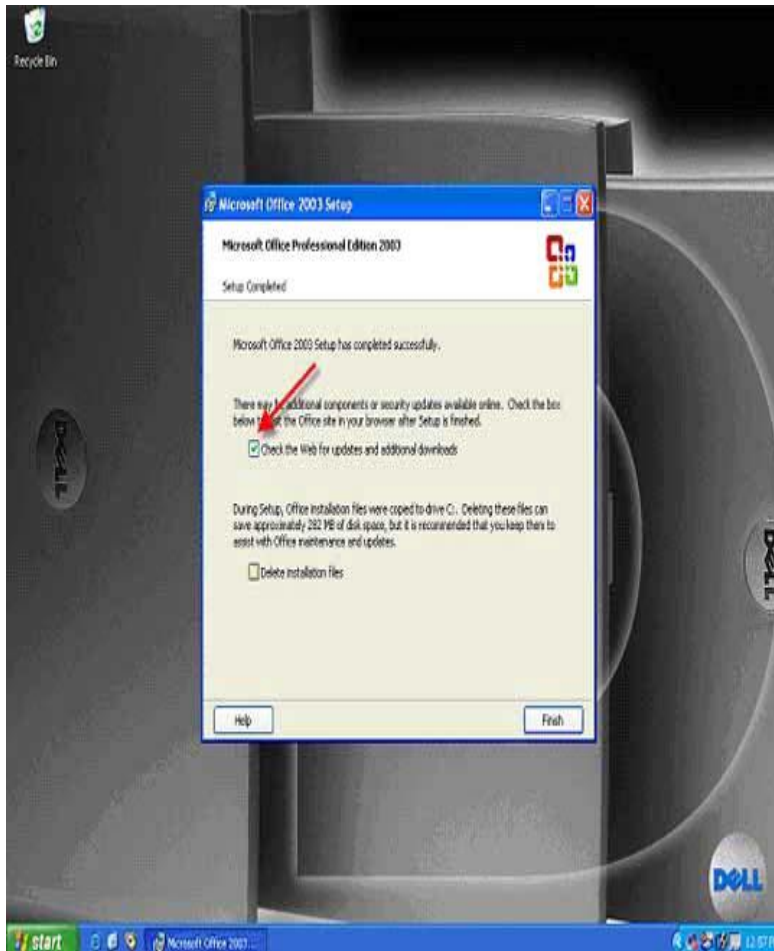 Recycle Bin
Microsoft Office 2003 Setup
Microsoft Office Professional Edition 2003
Setup Completed
Microsoft Office 2003 Setup has completed successfully.
There may additional components or security updates available online. Check the box
below the Office site in your browser after Setup is finished.
Check the Web for updates and additional downloads
During Setup, Office installation files were copied to drive C:. Deleting these files can
save approximately 282 MB of disk space, but it is recommended that you keep them to
assist with Office maintenance and updates.
Delete installation files
Help
Finish
DELL
DELL
DELL
start
Microsoft Office 2003...